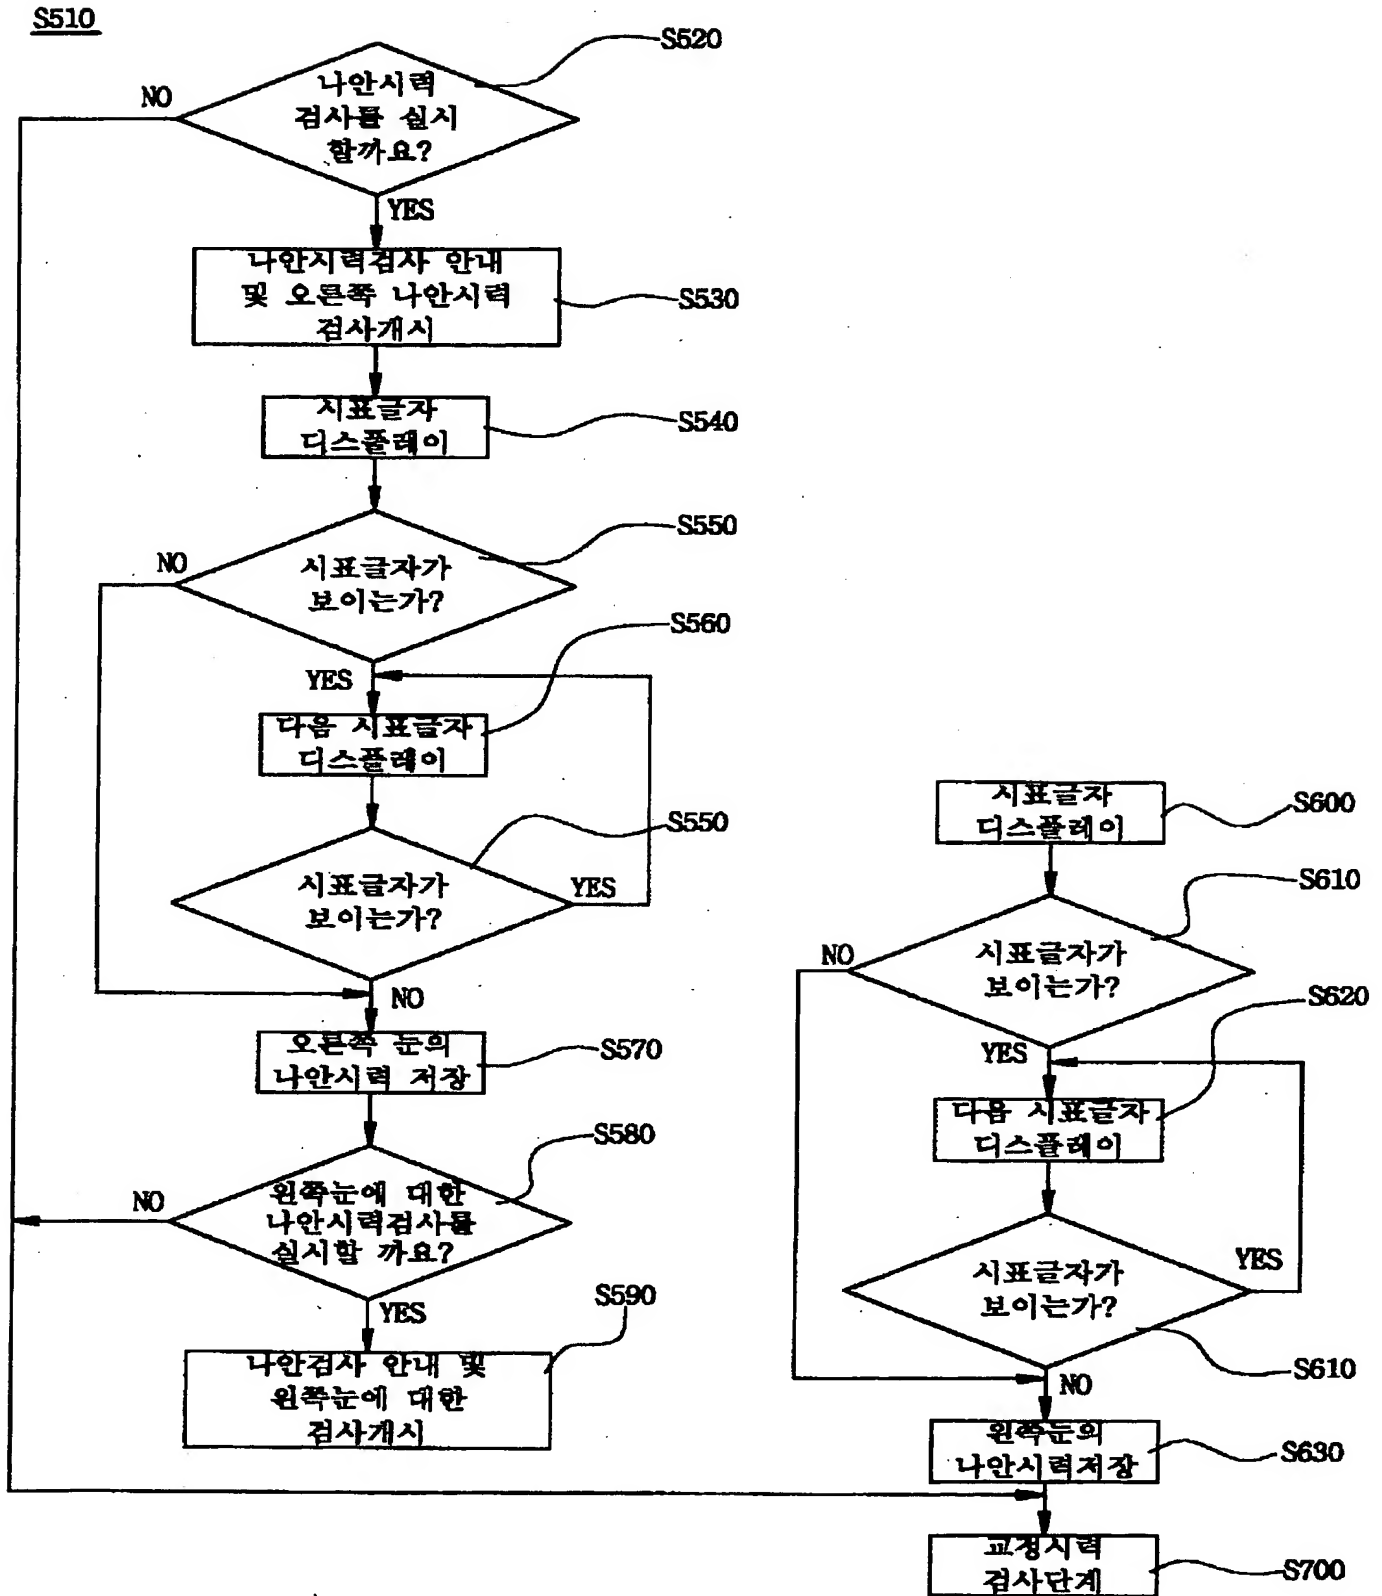 S510
S520
나안시력
검사를 실시
할까요?
NO
YES
나안시력검사 안내
및 오른쪽 나안시력
검사개시
S530
시표글자
디스플레이
S540
S550
시표글자가
보이는가?
NO
YES
S560
다음 시표글자
디스플레이
S550
시표글자가
보이는가?
YES
NO
오른쪽 눈의
나안시력 저장
S570
S580
왼쪽눈에 대한
나안시력검사를
실시할 까요?
NO
YES
S590
나안검사 안내 및
왼쪽눈에 대한
검사개시
시표글자
디스플레이
S600
S610
시표글자가
보이는가?
NO
YES
S620
다음 시표글자
디스플레이
시표글자가
보이는가?
YES
S610
NO
왼쪽눈의
나안시력저장
S630
교정시력
검사단계
S700